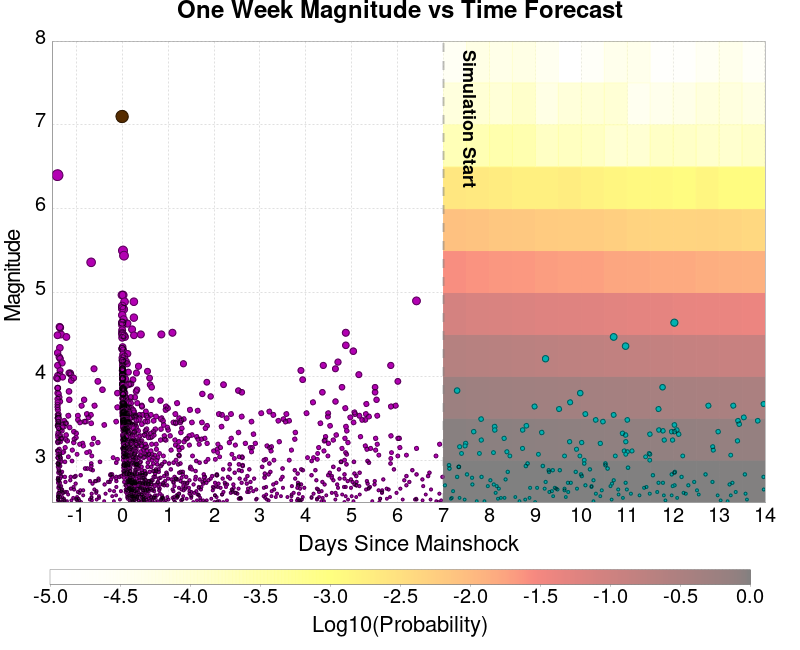 One Week Magnitude vs Time Forecast
8
7
6
5
4
3
Magnitude
Simulation Start
-1 0 1 2 3 4 5 6 7 8 9 10 11 12 13 14
Days Since Mainshock
-5.0 -4.5 -4.0 -3.5 -3.0 -2.5 -2.0 -1.5 -1.0 -0.5 0.0
Log10(Probability)